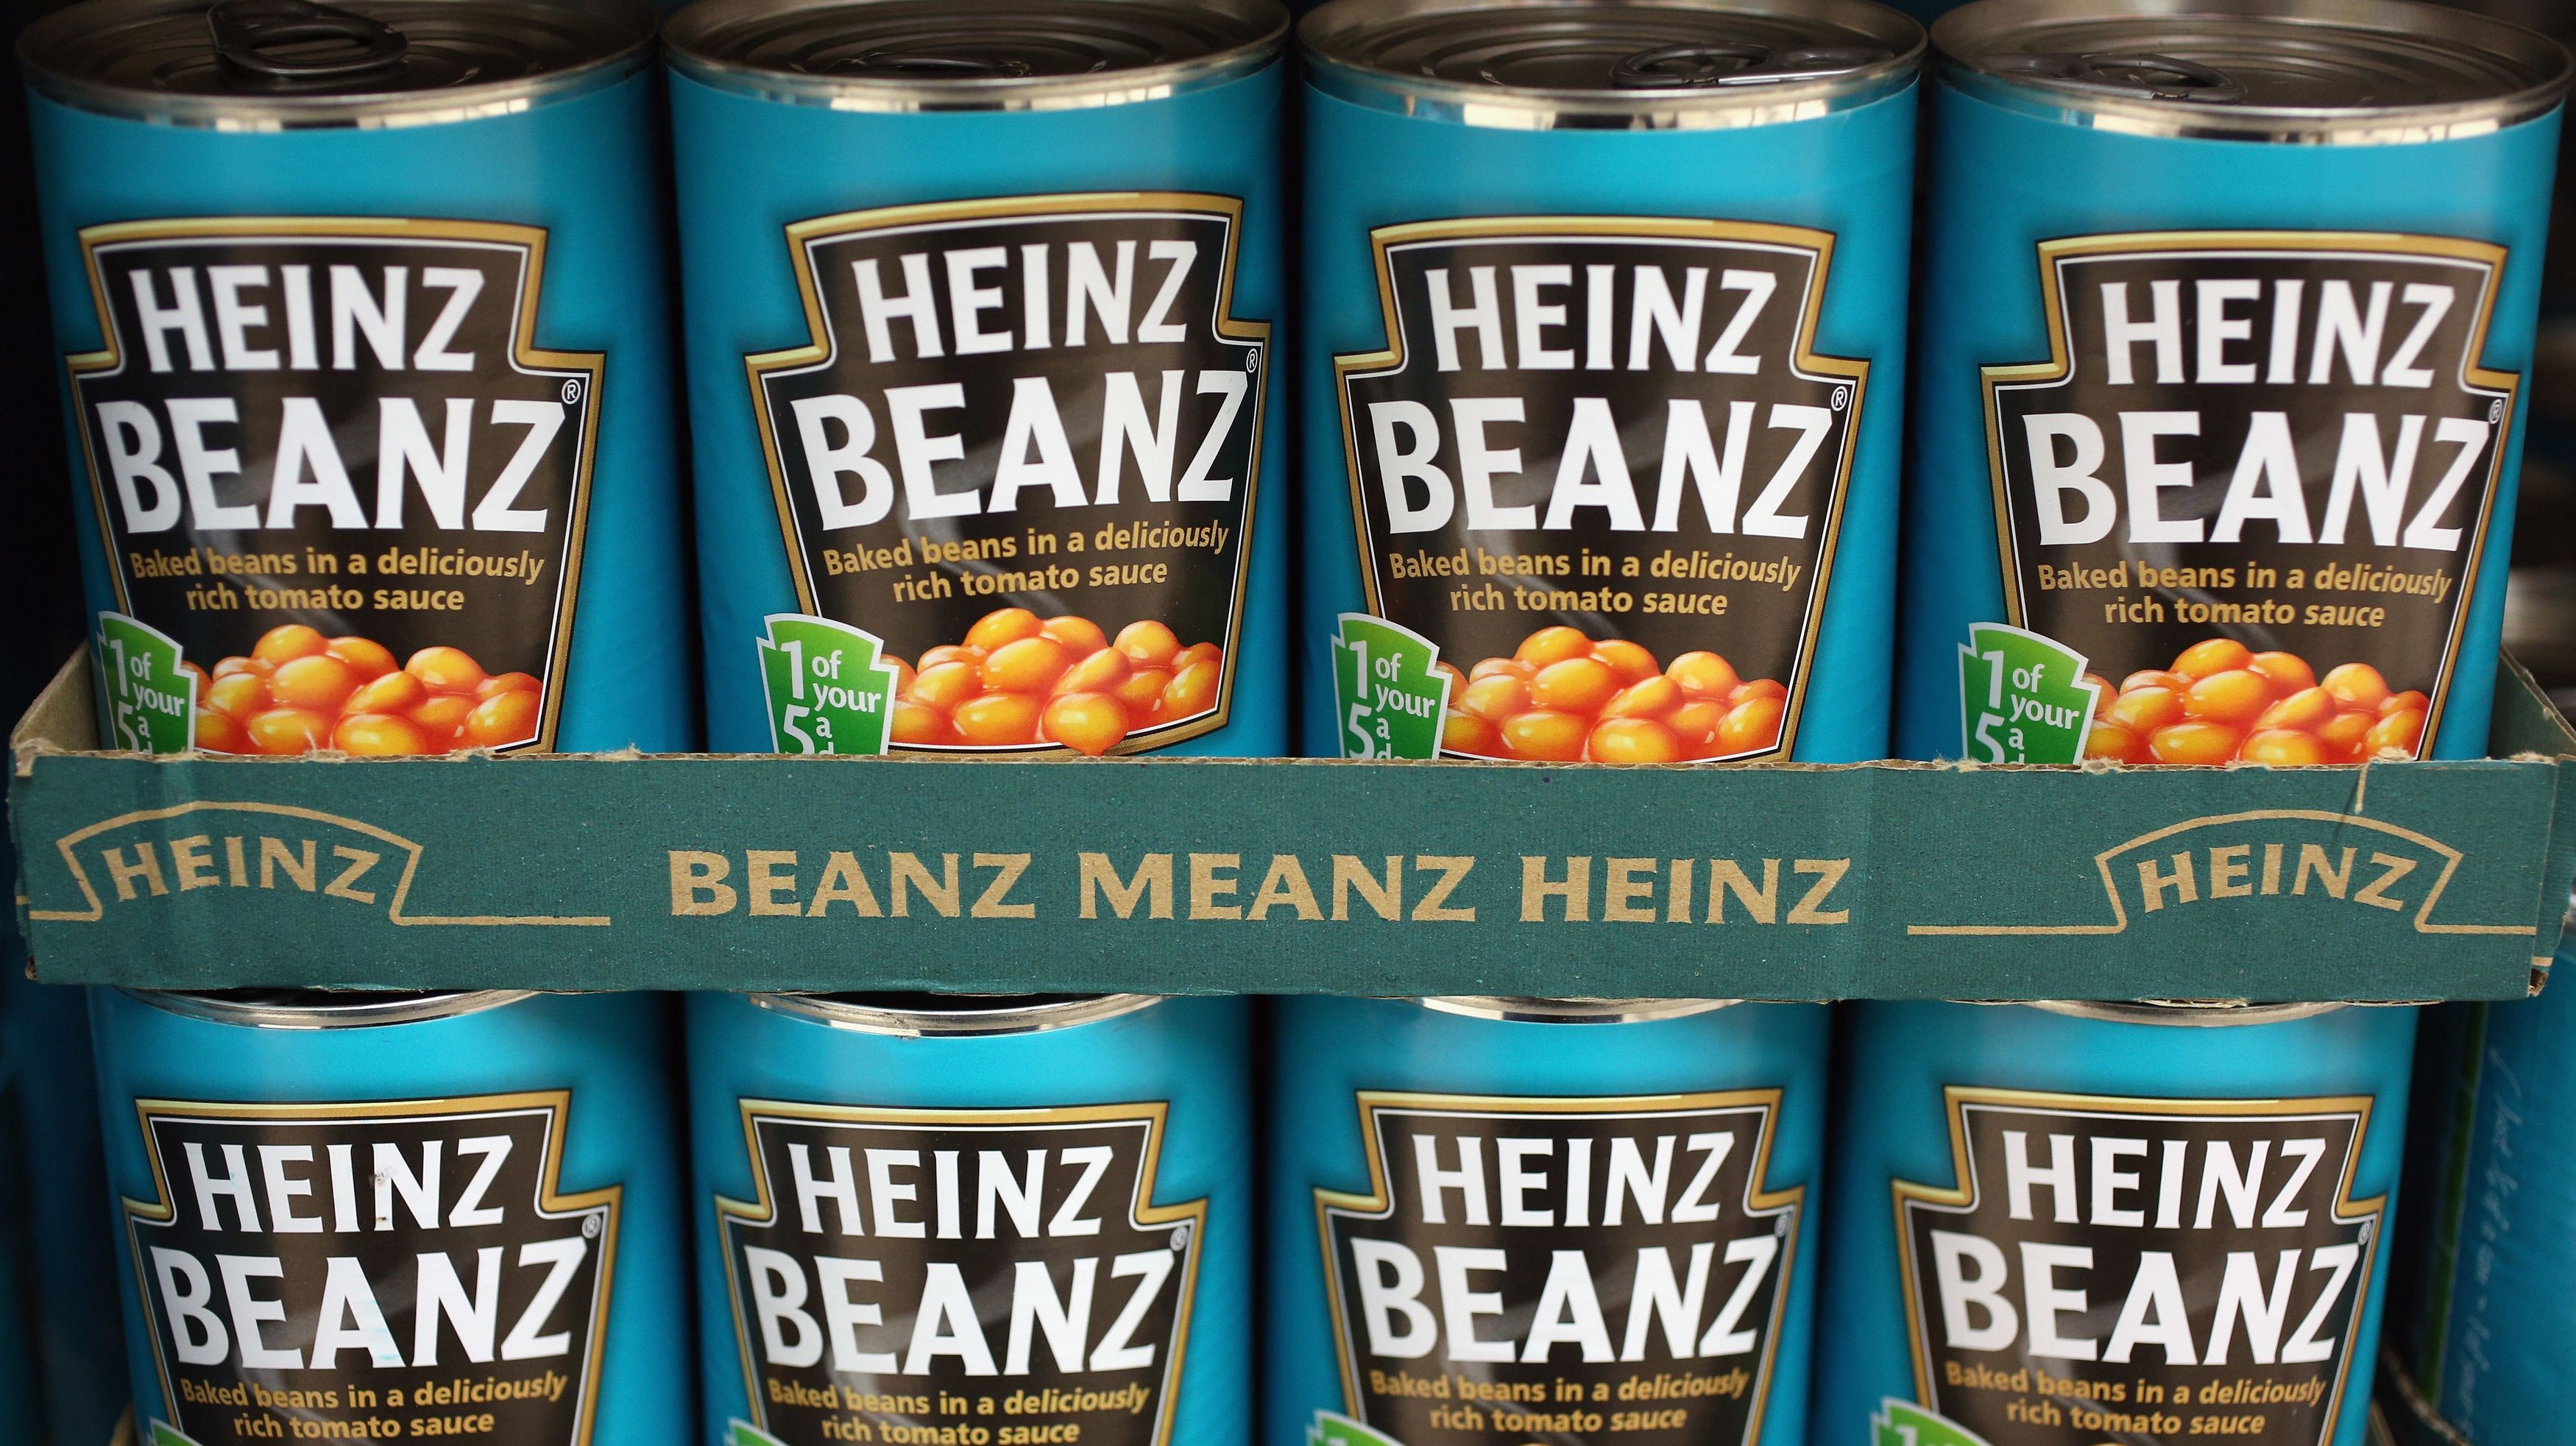 HEINZ
BEANZ®
Baked beans in a deliciously
rich tomato sauce
1 of
your
5 a
HEINZ
BEANZ®
Baked beans in a deliciously
rich tomato sauce
1 of
your
5 a
HEINZ
BEANZ®
Baked beans in a deliciously
rich tomato sauce
1 of
your
5 a
HEINZ
BEANZ®
Baked beans in a deliciously
rich tomato sauce
1 of
your
5 a
HEINZ
BEANZ MEANZ HEINZ
HEINZ
HEINZ
BEANZ®
Baked beans in a deliciously
rich tomato sauce
HEINZ
BEANZ®
Baked beans in a deliciously
rich tomato sauce
HEINZ
BEANZ®
Baked beans in a deliciously
rich tomato sauce
HEINZ
BEANZ®
Baked beans in a deliciously
rich tomato sauce